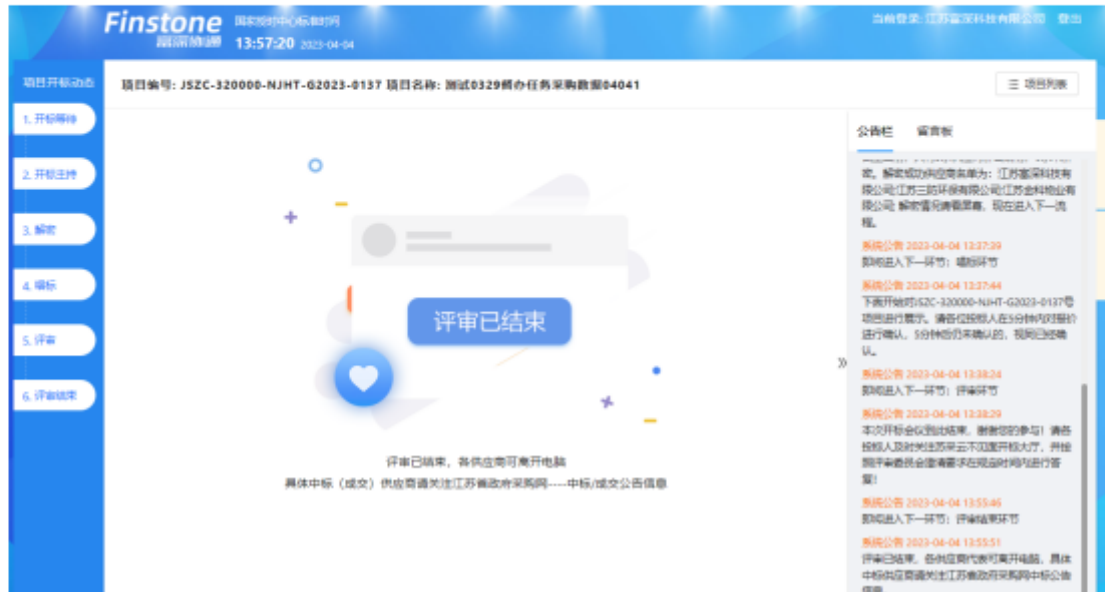 Finstone
富深协通
国家授时中心标准时间
13:57:20 2023-04-04
当前登录: 江苏富深科技有限公司 登出
项目开标动态
项目编号: JSZC-320000-NJHT-G2023-0137 项目名称: 测试0329督办任务采购数据04041
项目列表
1. 开标等待
2. 开标主持
3. 解密
4. 唱标
5. 评审
6. 评审结束
评审已结束
评审已结束，各供应商可离开电脑
具体中标（成交）供应商请关注江苏省政府采购网-----中标/成交公告信息
公告栏 留言板
密。解密成功供应商名单为：江苏富深科技有
限公司;江苏三防环保有限公司;江苏金科物业有
限公司; 解密情况请看屏幕，现在进入下一流
程。
系统公告 2023-04-04 13:37:39
即将进入下一环节：唱标环节
系统公告 2023-04-04 13:37:44
下面开始对JSZC-320000-NJHT-G2023-0137号
项目进行展示。请各位投标人在5分钟内对报价
进行确认，5分钟后仍未确认的，视同已经确
认。
系统公告 2023-04-04 13:38:24
即将进入下一环节：评审环节
系统公告 2023-04-04 13:38:29
本次开标会议到此结束，谢谢您的参与！请各
投标人及时关注苏采云不见面开标大厅，并按
照评审委员会邀请要求在规定时间内进行答
复！
系统公告 2023-04-04 13:55:46
即将进入下一环节：评审结束环节
系统公告 2023-04-04 13:55:51
评审已结束，各供应商代表可离开电脑，具体
中标供应商请关注江苏省政府采购网中标公告
信息